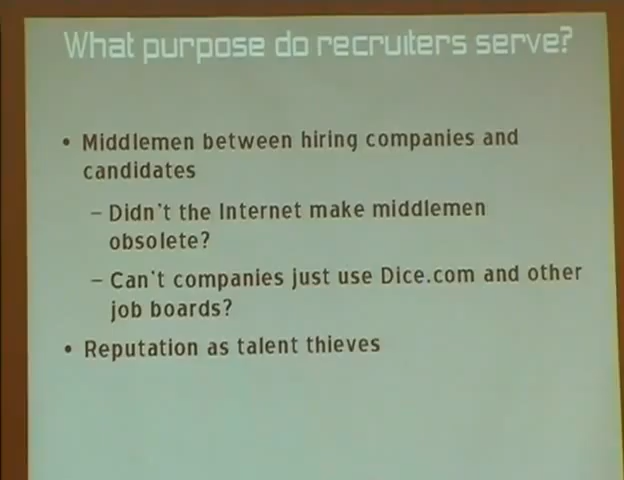 What purpose do recruiters serve?
• Middlemen between hiring companies and
candidates
– Didn't the Internet make middlemen
obsolete?
– Can't companies just use Dice.com and other
job boards?
• Reputation as talent thieves